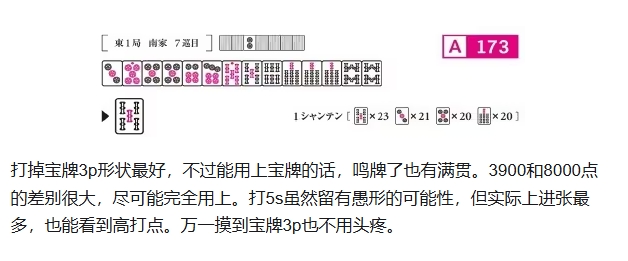 東1局 南家 7巡目
A 173
1シャンテン [ ×23 ×21 ×20 ×20 ]
打掉宝牌3p形状最好，不过能用上宝牌的话，鸣牌了也有满贯。3900和8000点
的差别很大，尽可能完全用上。打5s虽然留有愚形的可能性，但实际上进张最
多，也能看到高打点。万一摸到宝牌3p也不用头疼。